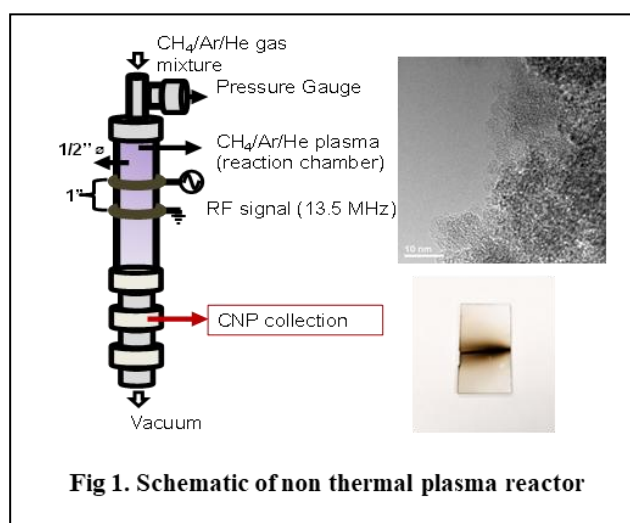 CH4/Ar/He gas
mixture
Pressure Gauge
1/2'' ø
CH4/Ar/He plasma
(reaction chamber)
1"
RF signal (13.5 MHz)
10 nm
CNP collection
Vacuum
Fig 1. Schematic of non thermal plasma reactor